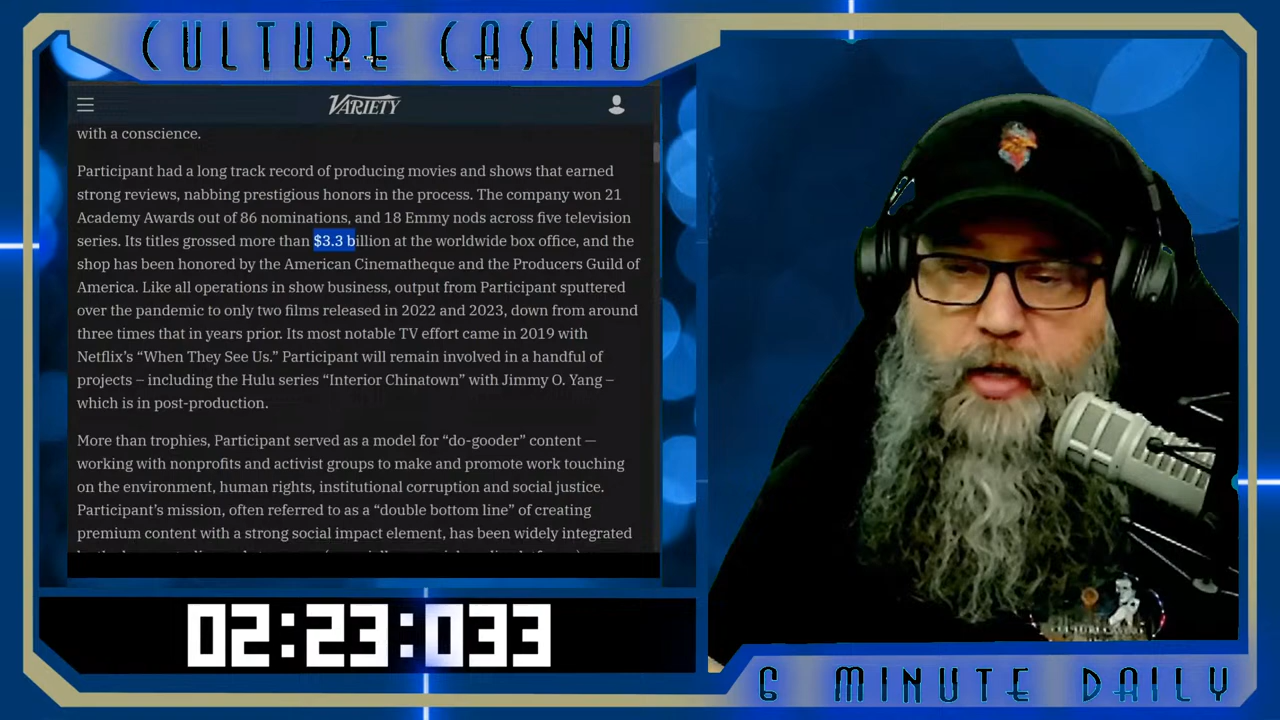 CULTURE CASINO
VARIETY
with a conscience.
Participant had a long track record of producing movies and shows that earned
strong reviews, nabbing prestigious honors in the process. The company won 21
Academy Awards out of 86 nominations, and 18 Emmy nods across five television
series. Its titles grossed more than $3.3 billion at the worldwide box office, and the
shop has been honored by the American Cinematheque and the Producers Guild of
America. Like all operations in show business, output from Participant sputtered
over the pandemic to only two films released in 2022 and 2023, down from around
three times that in years prior. Its most notable TV effort came in 2019 with
Netflix’s “When They See Us.” Participant will remain involved in a handful of
projects – including the Hulu series “Interior Chinatown” with Jimmy O. Yang –
which is in post-production.
More than trophies, Participant served as a model for “do-gooder” content —
working with nonprofits and activist groups to make and promote work touching
on the environment, human rights, institutional corruption and social justice.
Participant’s mission, often referred to as a “double bottom line” of creating
premium content with a strong social impact element, has been widely integrated
02:23:033
6 MINUTE DAILY